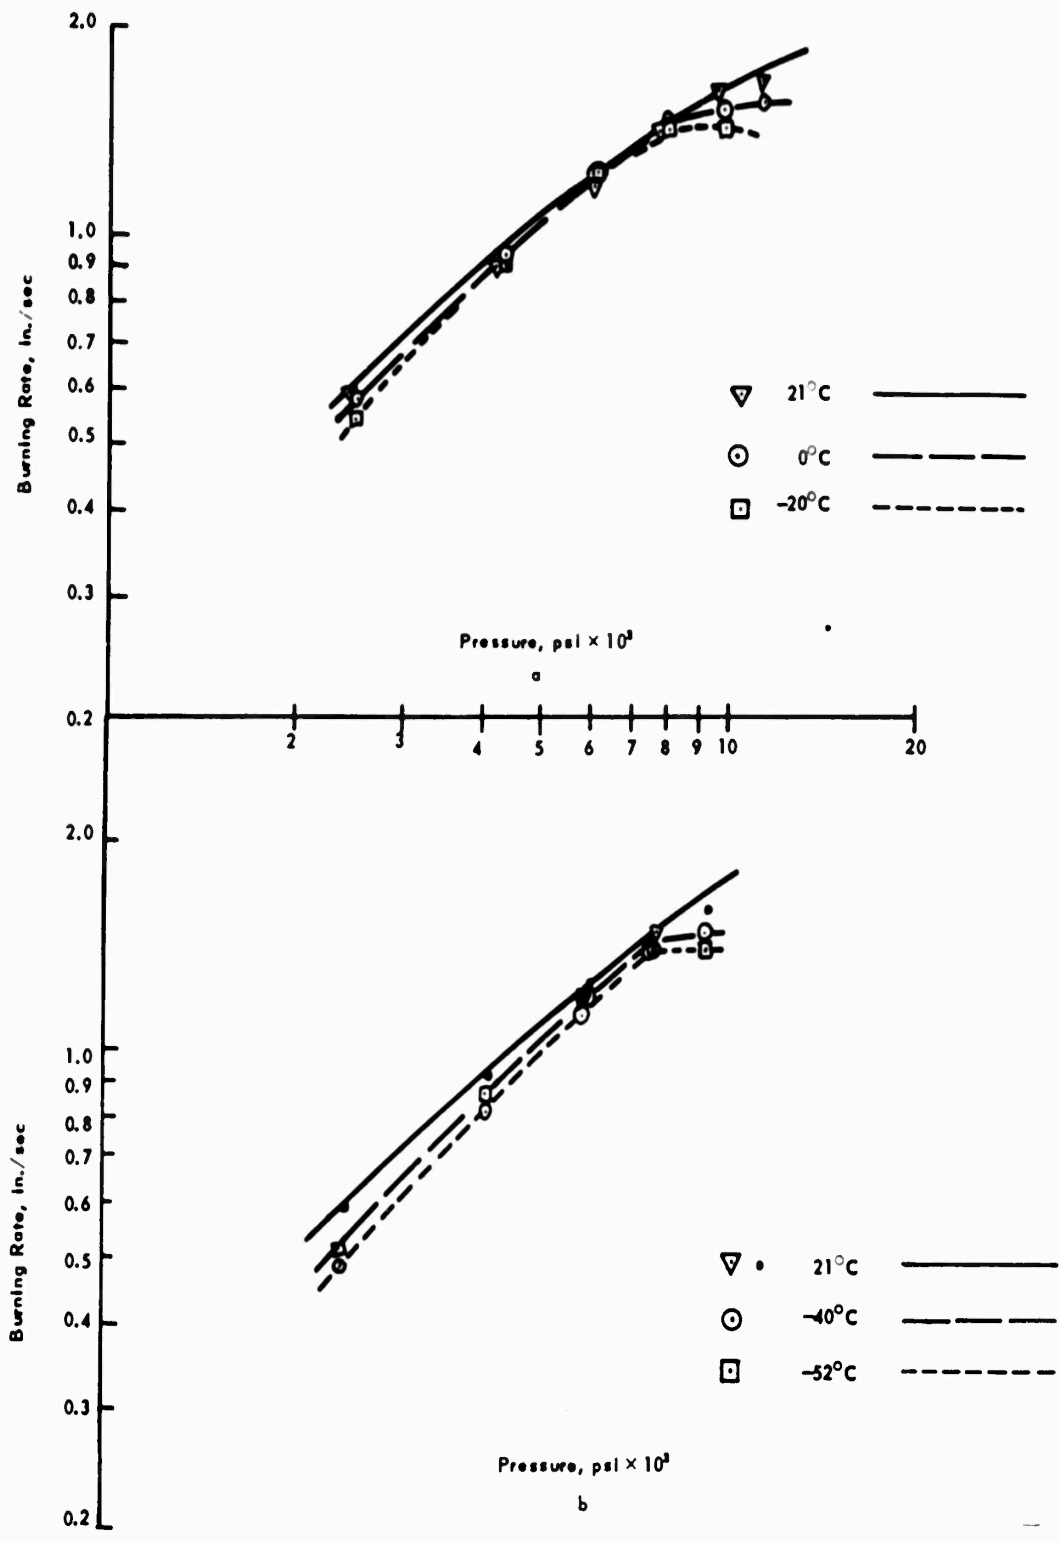 2.0
1.0
0.9
0.8
0.7
0.6
0.5
0.4
0.3
0.2
Burning Rate, in./sec
21°C
0°C
-20°C
Pressure, psi × 10³
a
2 3 4 5 6 7 8 9 10 20
2.0
1.0
0.9
0.8
0.7
0.6
0.5
0.4
0.3
0.2
Burning Rate, in./sec
21°C
-40°C
-52°C
Pressure, psi × 10³
b